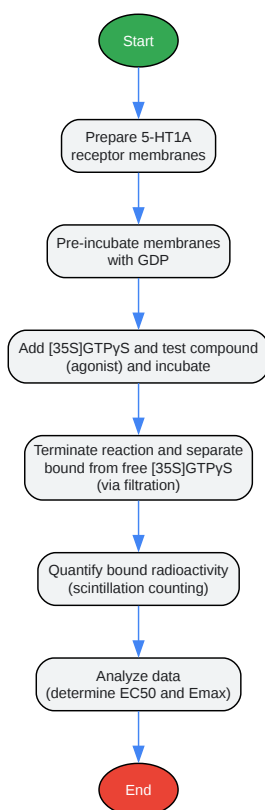 Start
Prepare 5-HT1A
receptor membranes
Pre-incubate membranes
with GDP
Add [35S]GTPγS and test compound
(agonist) and incubate
Terminate reaction and separate
bound from free [35S]GTPγS
(via filtration)
Quantify bound radioactivity
(scintillation counting)
Analyze data
(determine EC50 and Emax)
End